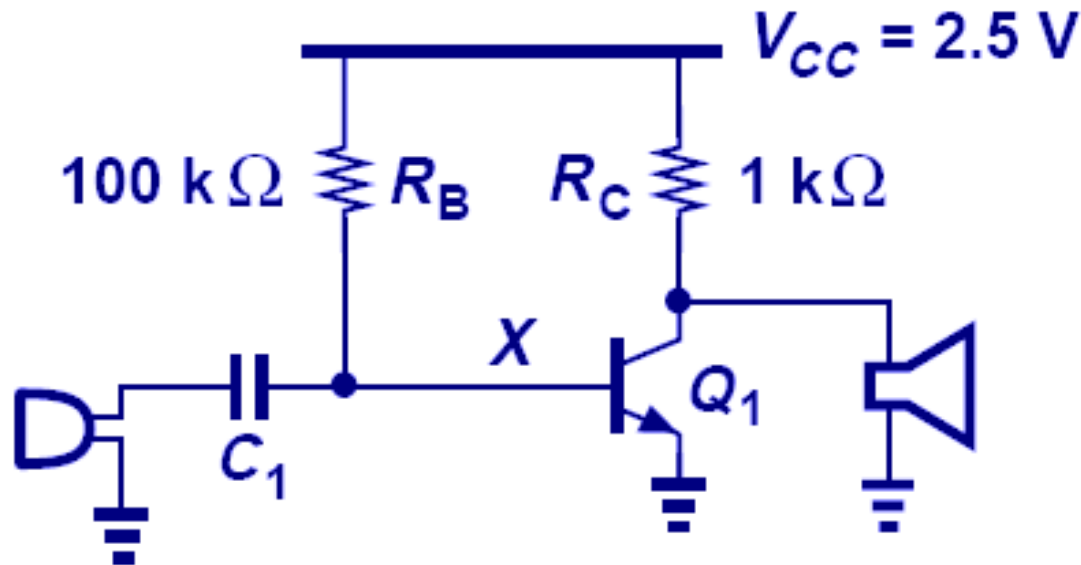 V_CC = 2.5 V
100 kΩ R_B R_C 1 kΩ
X
Q_1
C_1